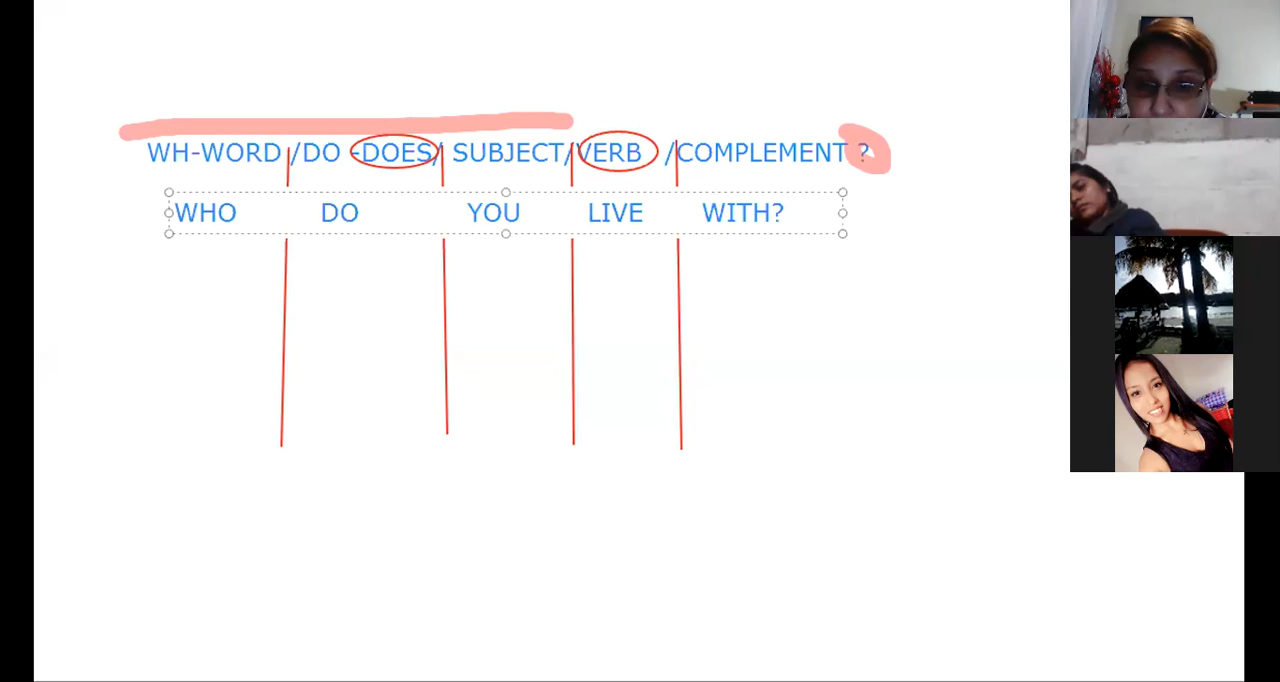 WH-WORD /DO -DOES/ SUBJECT/VERB /COMPLEMENT ?
WHO DO YOU LIVE WITH?